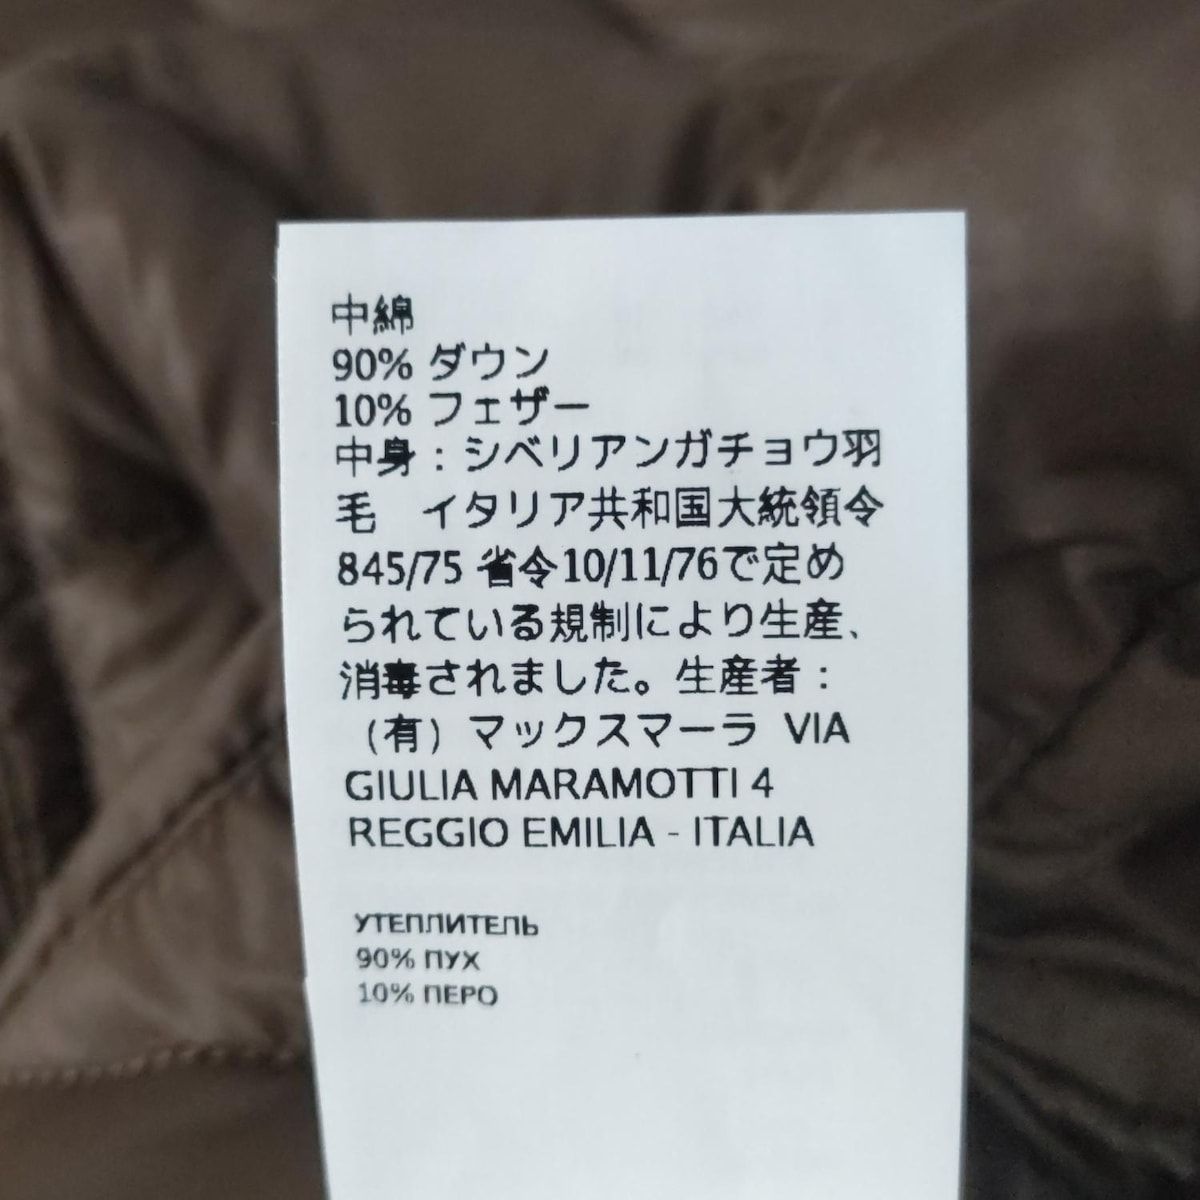 中綿
90% ダウン
10% フェザー
中身：シベリアンガチョウ羽
毛　イタリア共和国大統領令
845/75 省令10/11/76で定め
られている規制により生産、
消毒されました。生産者：
（有）マックスマーラ VIA
GIULIA MARAMOTTI 4
REGGIO EMILIA - ITALIA
УТЕПЛИТЕЛЬ
90% ПУХ
10% ПЕРО